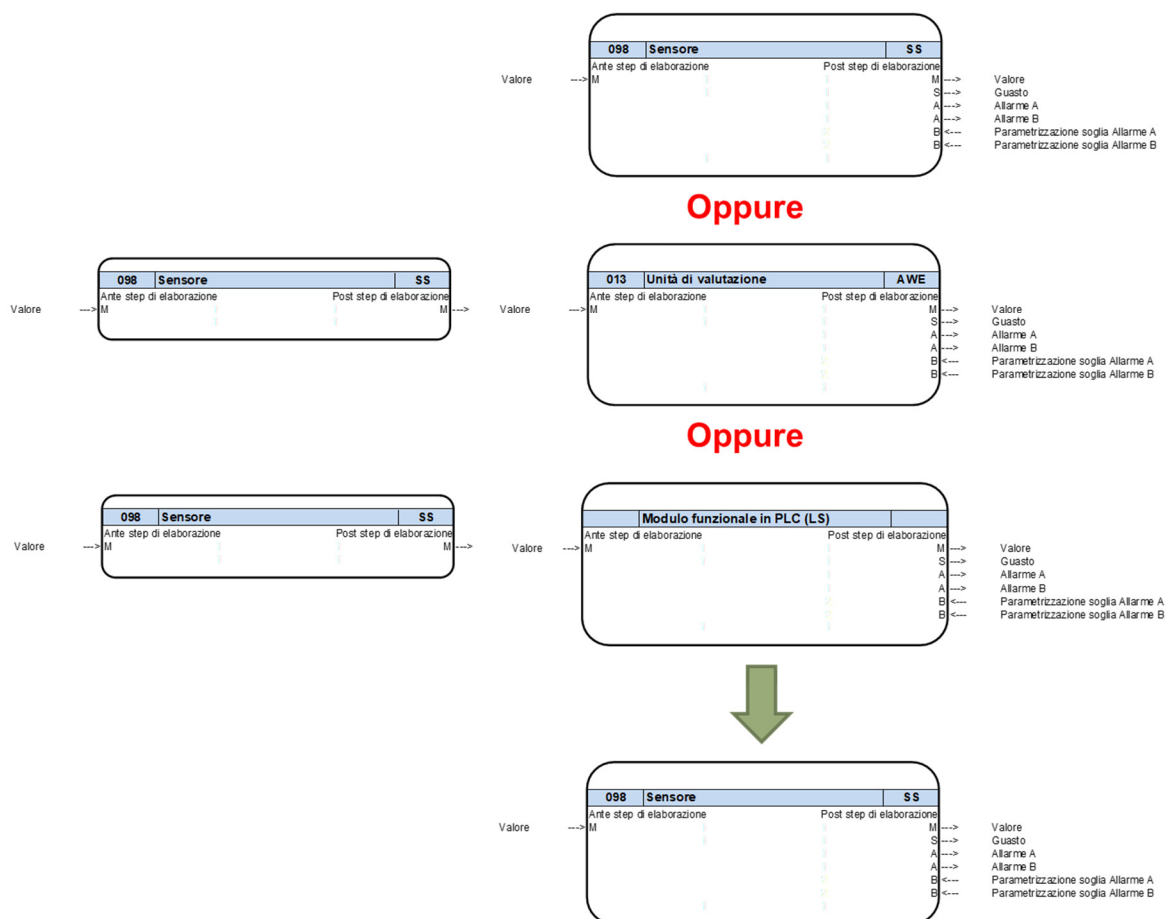 098 Sensore SS
Ante step di elaborazione Post step di elaborazione
Valore ---> M M ---> Valore
S ---> Guasto
A ---> Allarme A
A ---> Allarme B
B <--- Parametrizzazione soglia Allarme A
B <--- Parametrizzazione soglia Allarme B
Oppure
098 Sensore SS
Ante step di elaborazione Post step di elaborazione
Valore ---> M M --->
013 Unità di valutazione AWE
Ante step di elaborazione Post step di elaborazione
Valore ---> M M ---> Valore
S ---> Guasto
A ---> Allarme A
A ---> Allarme B
B <--- Parametrizzazione soglia Allarme A
B <--- Parametrizzazione soglia Allarme B
Oppure
098 Sensore SS
Ante step di elaborazione Post step di elaborazione
Valore ---> M M --->
Modulo funzionale in PLC (LS)
Ante step di elaborazione Post step di elaborazione
Valore ---> M M ---> Valore
S ---> Guasto
A ---> Allarme A
A ---> Allarme B
B <--- Parametrizzazione soglia Allarme A
B <--- Parametrizzazione soglia Allarme B
098 Sensore SS
Ante step di elaborazione Post step di elaborazione
Valore ---> M M ---> Valore
S ---> Guasto
A ---> Allarme A
A ---> Allarme B
B <--- Parametrizzazione soglia Allarme A
B <--- Parametrizzazione soglia Allarme B